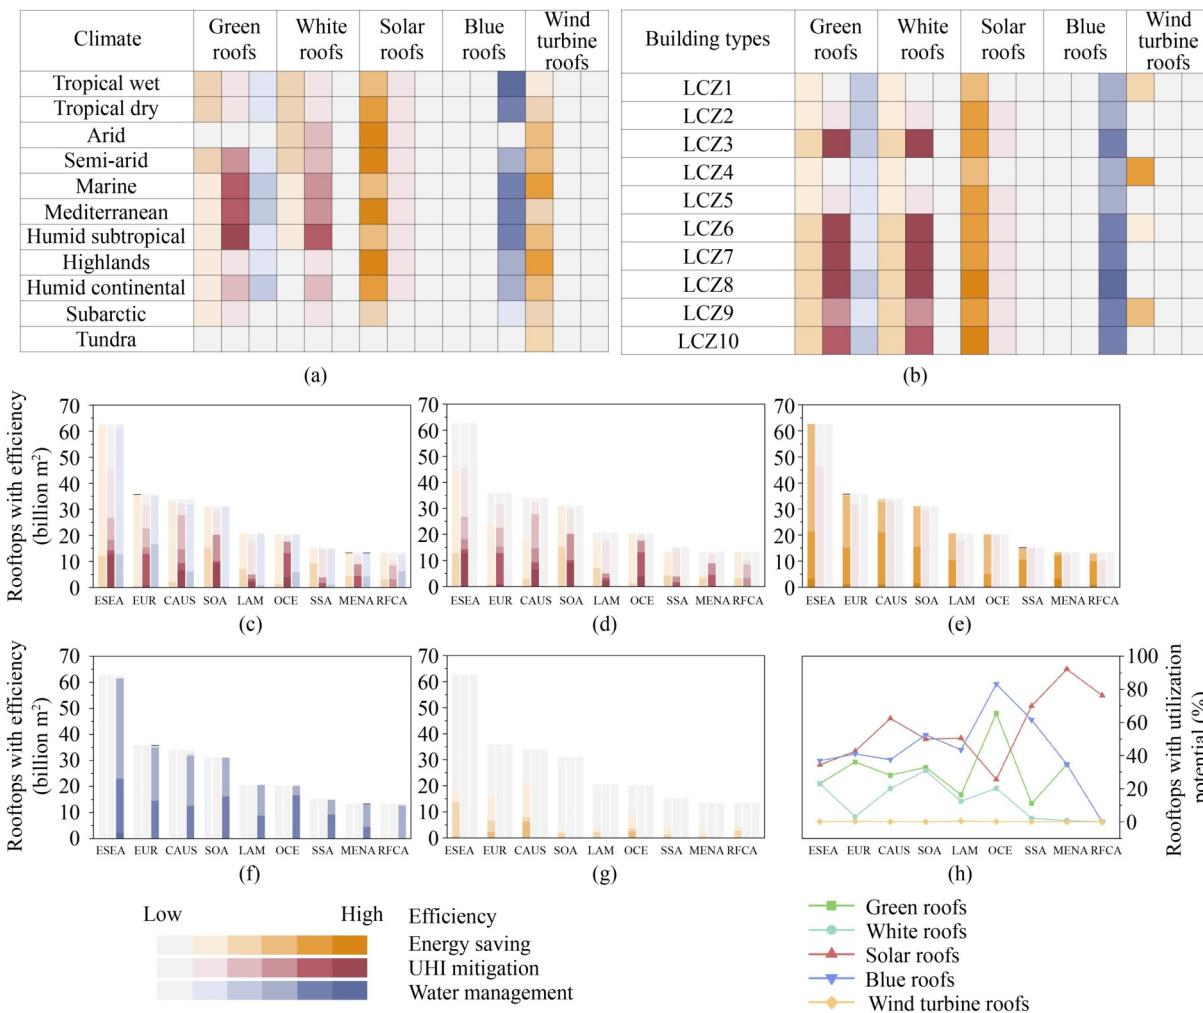 Climate
Green roofs
White roofs
Solar roofs
Blue roofs
Wind turbine roofs
Tropical wet
Tropical dry
Arid
Semi-arid
Marine
Mediterranean
Humid subtropical
Highlands
Humid continental
Subarctic
Tundra
(a)
Building types
Green roofs
White roofs
Solar roofs
Blue roofs
Wind turbine roofs
LCZ1
LCZ2
LCZ3
LCZ4
LCZ5
LCZ6
LCZ7
LCZ8
LCZ9
LCZ10
(b)
Rooftops with efficiency
(billion m²)
70
60
50
40
30
20
10
0
ESEA EUR CAUS SOA LAM OCE SSA MENA RFCA
(c)
70
60
50
40
30
20
10
0
ESEA EUR CAUS SOA LAM OCE SSA MENA RFCA
(d)
70
60
50
40
30
20
10
0
ESEA EUR CAUS SOA LAM OCE SSA MENA RFCA
(e)
Rooftops with efficiency
(billion m²)
70
60
50
40
30
20
10
0
ESEA EUR CAUS SOA LAM OCE SSA MENA RFCA
(f)
70
60
50
40
30
20
10
0
ESEA EUR CAUS SOA LAM OCE SSA MENA RFCA
(g)
100
80
60
40
20
0
Rooftops with utilization
potential (%)
ESEA EUR CAUS SOA LAM OCE SSA MENA RFCA
(h)
Low High Efficiency
Energy saving
UHI mitigation
Water management
Green roofs
White roofs
Solar roofs
Blue roofs
Wind turbine roofs